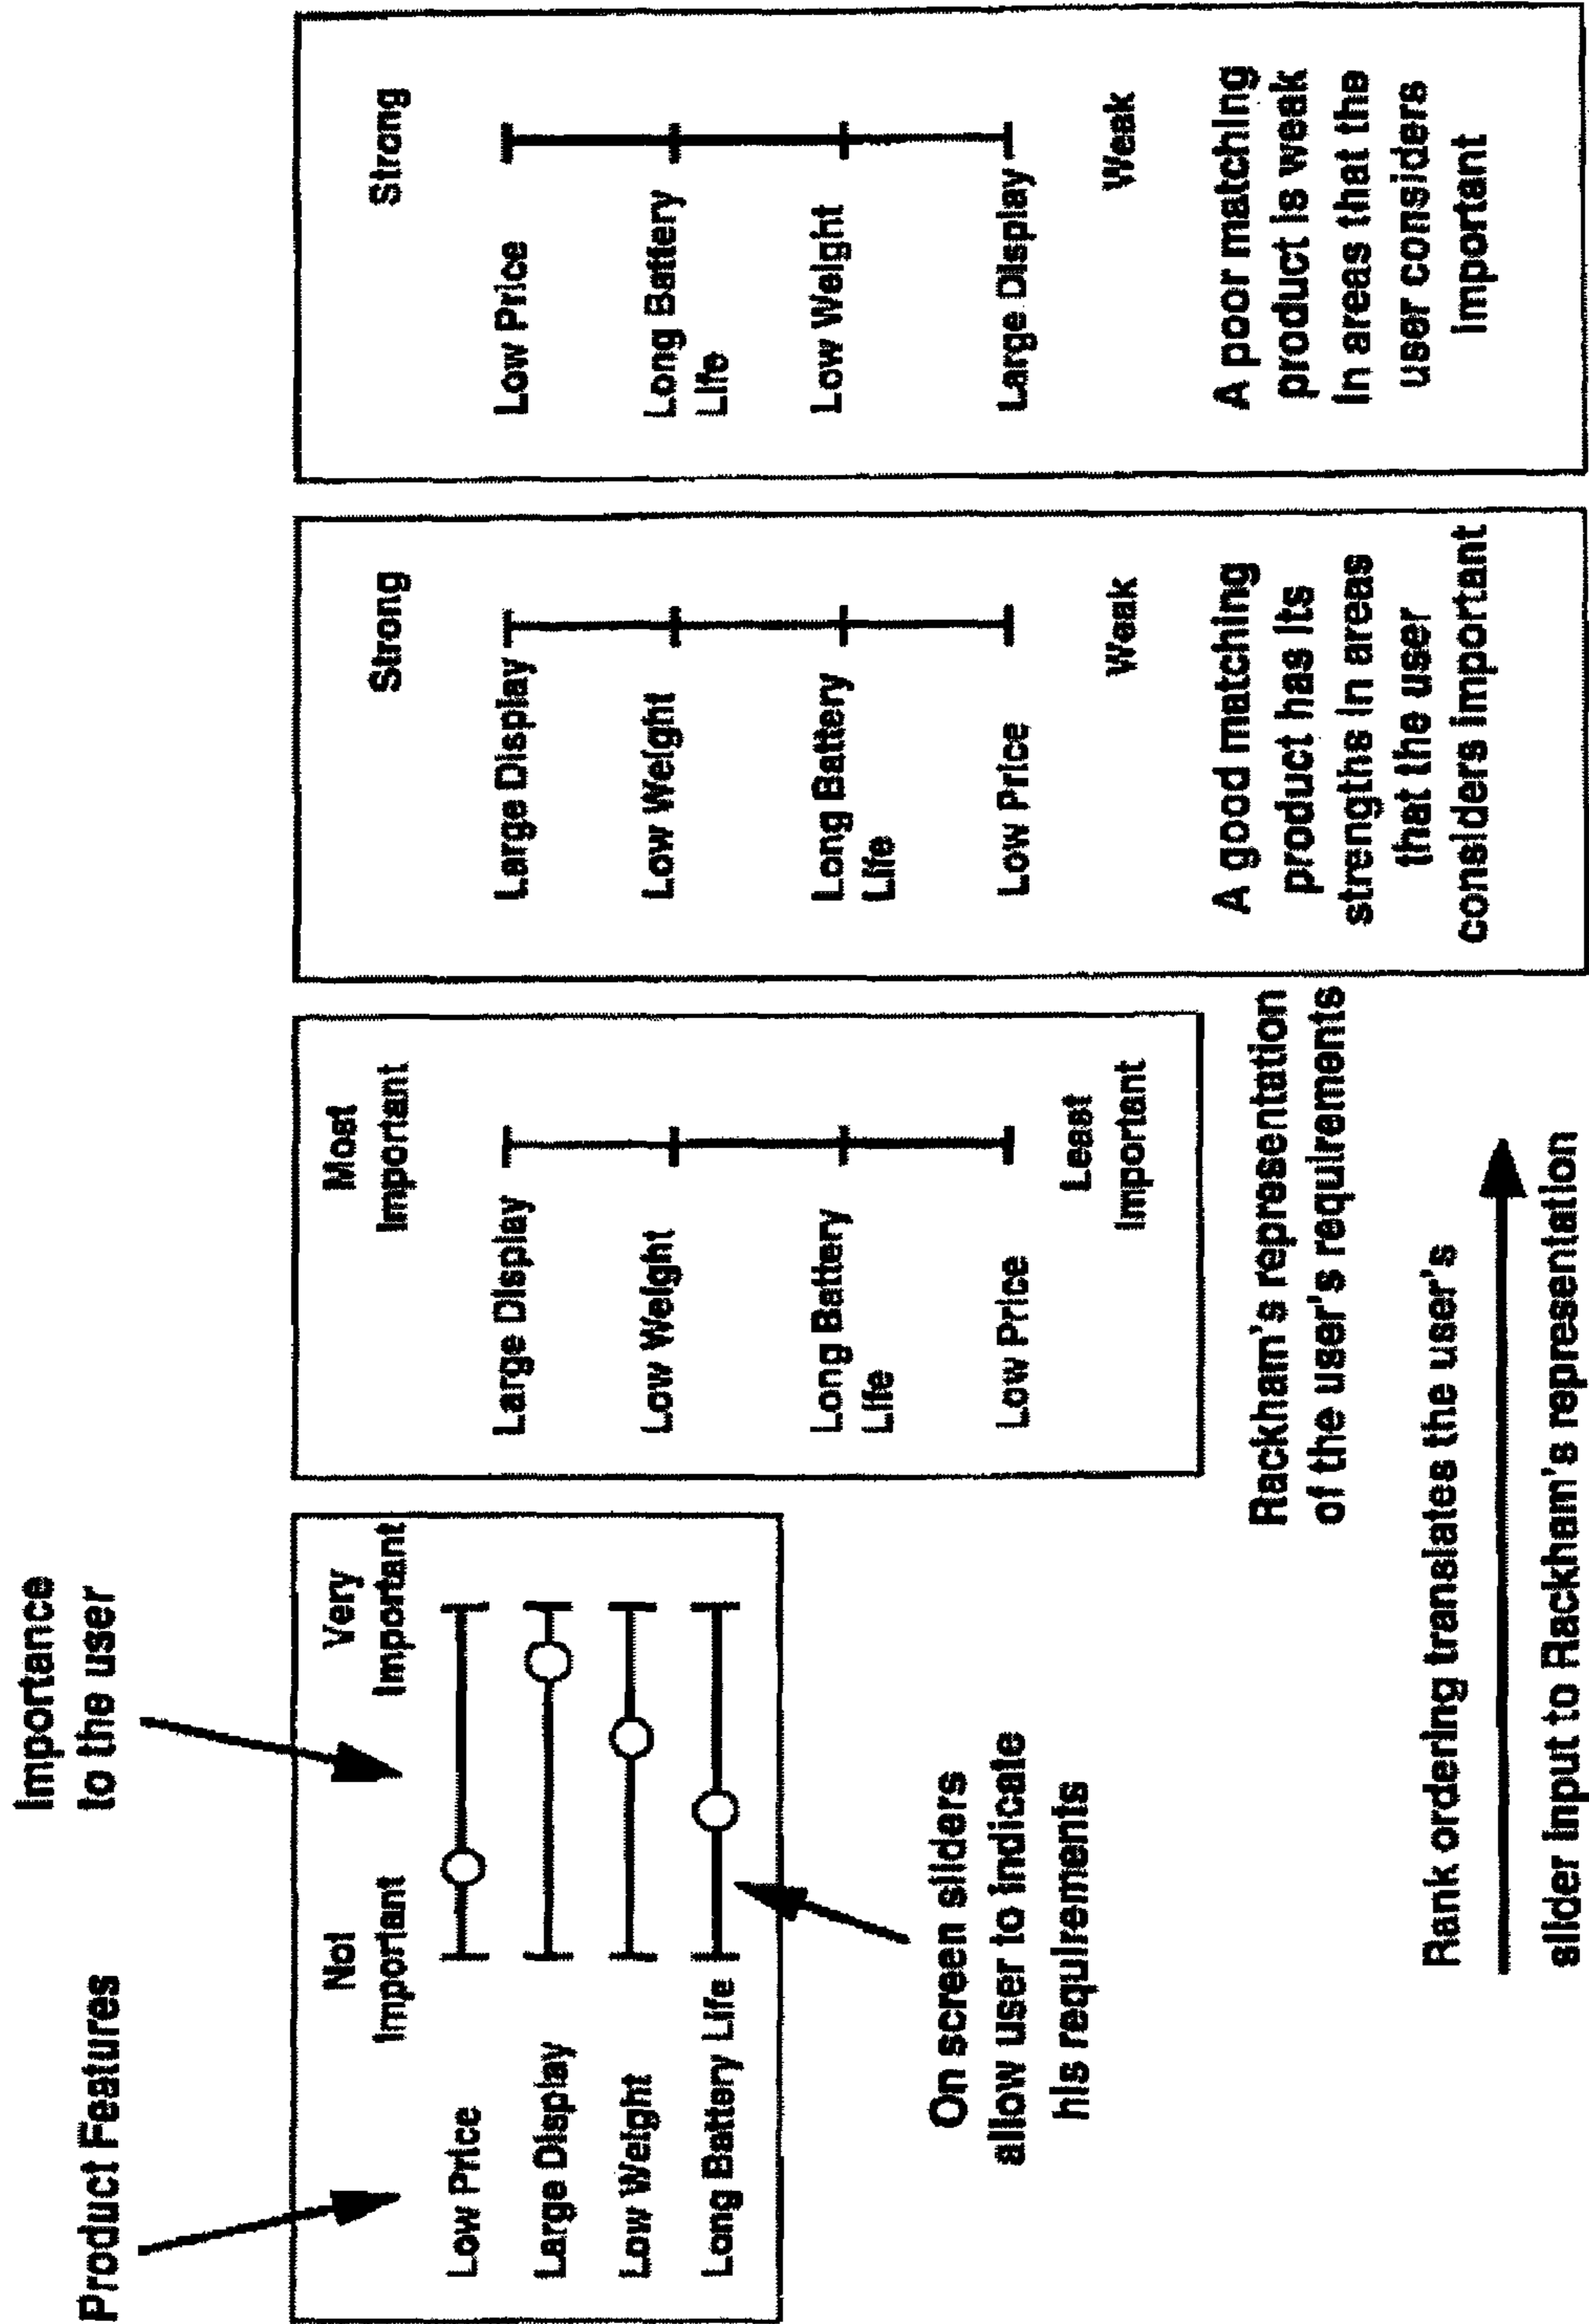 Product Features
Importance
to the user
Not
Important
Very
Important
Low Price
Large Display
Low Weight
Long Battery Life
On screen sliders
allow user to indicate
his requirements
Most
Important
Large Display
Low Weight
Long Battery
Life
Low Price
Least
Important
Rackham's representation
of the user's requirements
Rank ordering translates the user's
slider input to Rackham's representation
Strong
Large Display
Low Weight
Long Battery
Life
Low Price
Weak
A good matching
product has its
strengths in areas
that the user
considers important
Strong
Low Price
Long Battery
Life
Low Weight
Large Display
Weak
A poor matching
product is weak
in areas that the
user considers
important